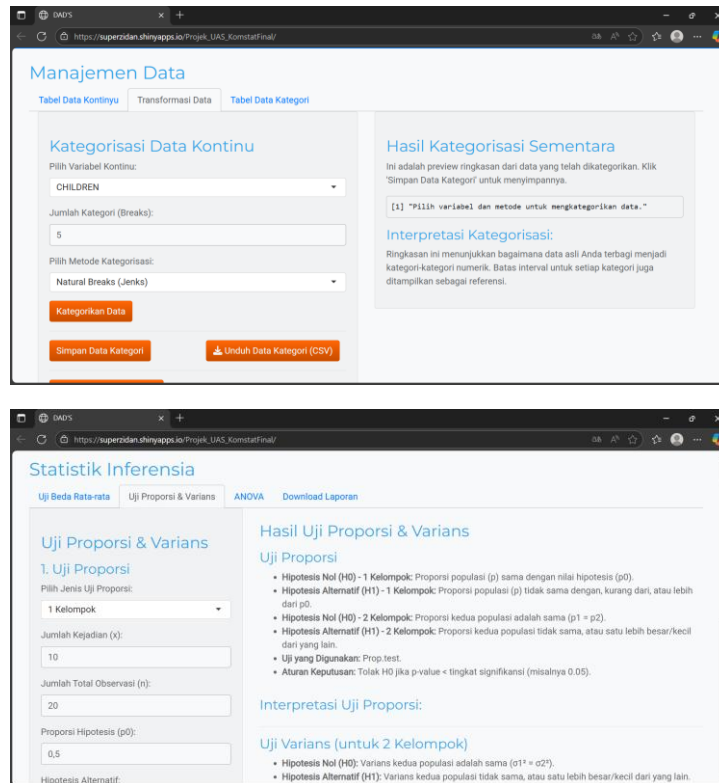 DAD'S
https://superzidan.shinyapps.io/Projek_UAS_KomstatFinal/
Manajemen Data
Tabel Data Kontinyu Transformasi Data Tabel Data Kategori
Kategorisasi Data Kontinu
Pilih Variabel Kontinu:
CHILDREN
Jumlah Kategori (Breaks):
5
Pilih Metode Kategorisasi:
Natural Breaks (Jenks)
Kategorikan Data
Simpan Data Kategori Unduh Data Kategori (CSV)
Hasil Kategorisasi Sementara
Ini adalah preview ringkasan dari data yang telah dikategorikan. Klik
'Simpan Data Kategori' untuk menyimpannya.
[1] "Pilih variabel dan metode untuk mengkategorikan data."
Interpretasi Kategorisasi:
Ringkasan ini menunjukkan bagaimana data asli Anda terbagi menjadi
kategori-kategori numerik. Batas interval untuk setiap kategori juga
ditampilkan sebagai referensi.
DAD'S
https://superzidan.shinyapps.io/Projek_UAS_KomstatFinal/
Statistik Inferensia
Uji Beda Rata-rata Uji Proporsi & Varians ANOVA Download Laporan
Uji Proporsi & Varians
1. Uji Proporsi
Pilih Jenis Uji Proporsi:
1 Kelompok
Jumlah Kejadian (x):
10
Jumlah Total Observasi (n):
20
Proporsi Hipotesis (p0):
0,5
Hipotesis Alternatif:
Hasil Uji Proporsi & Varians
Uji Proporsi
• Hipotesis Nol (H0) - 1 Kelompok: Proporsi populasi (p) sama dengan nilai hipotesis (p0).
• Hipotesis Alternatif (H1) - 1 Kelompok: Proporsi populasi (p) tidak sama dengan, kurang dari, atau lebih
dari p0.
• Hipotesis Nol (H0) - 2 Kelompok: Proporsi kedua populasi adalah sama (p1 = p2).
• Hipotesis Alternatif (H1) - 2 Kelompok: Proporsi kedua populasi tidak sama, atau satu lebih besar/kecil
dari yang lain.
• Uji yang Digunakan: Prop.test.
• Aturan Keputusan: Tolak H0 jika p-value < tingkat signifikansi (misalnya 0.05).
Interpretasi Uji Proporsi:
Uji Varians (untuk 2 Kelompok)
• Hipotesis Nol (H0): Varians kedua populasi adalah sama (σ1² = σ2²).
• Hipotesis Alternatif (H1): Varians kedua populasi tidak sama, atau satu lebih besar/kecil dari yang lain.